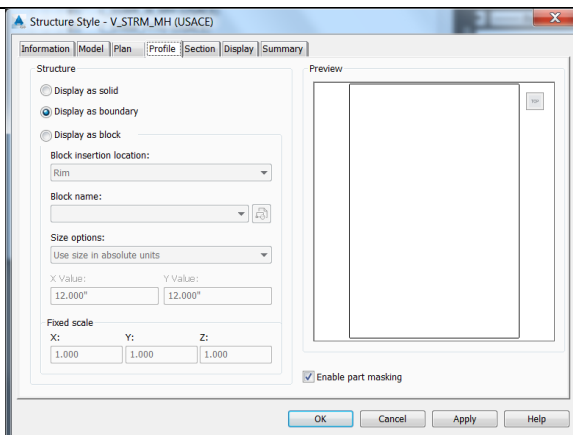 Structure Style - V_STRM_MH (USACE)
Information Model Plan Profile Section Display Summary
Structure
Display as solid
Display as boundary
Display as block
Block insertion location:
Rim
Block name:
Size options:
Use size in absolute units
X Value: Y Value:
12.000" 12.000"
Fixed scale
X: Y: Z:
1.000 1.000 1.000
Preview
TOP
Enable part masking
OK Cancel Apply Help